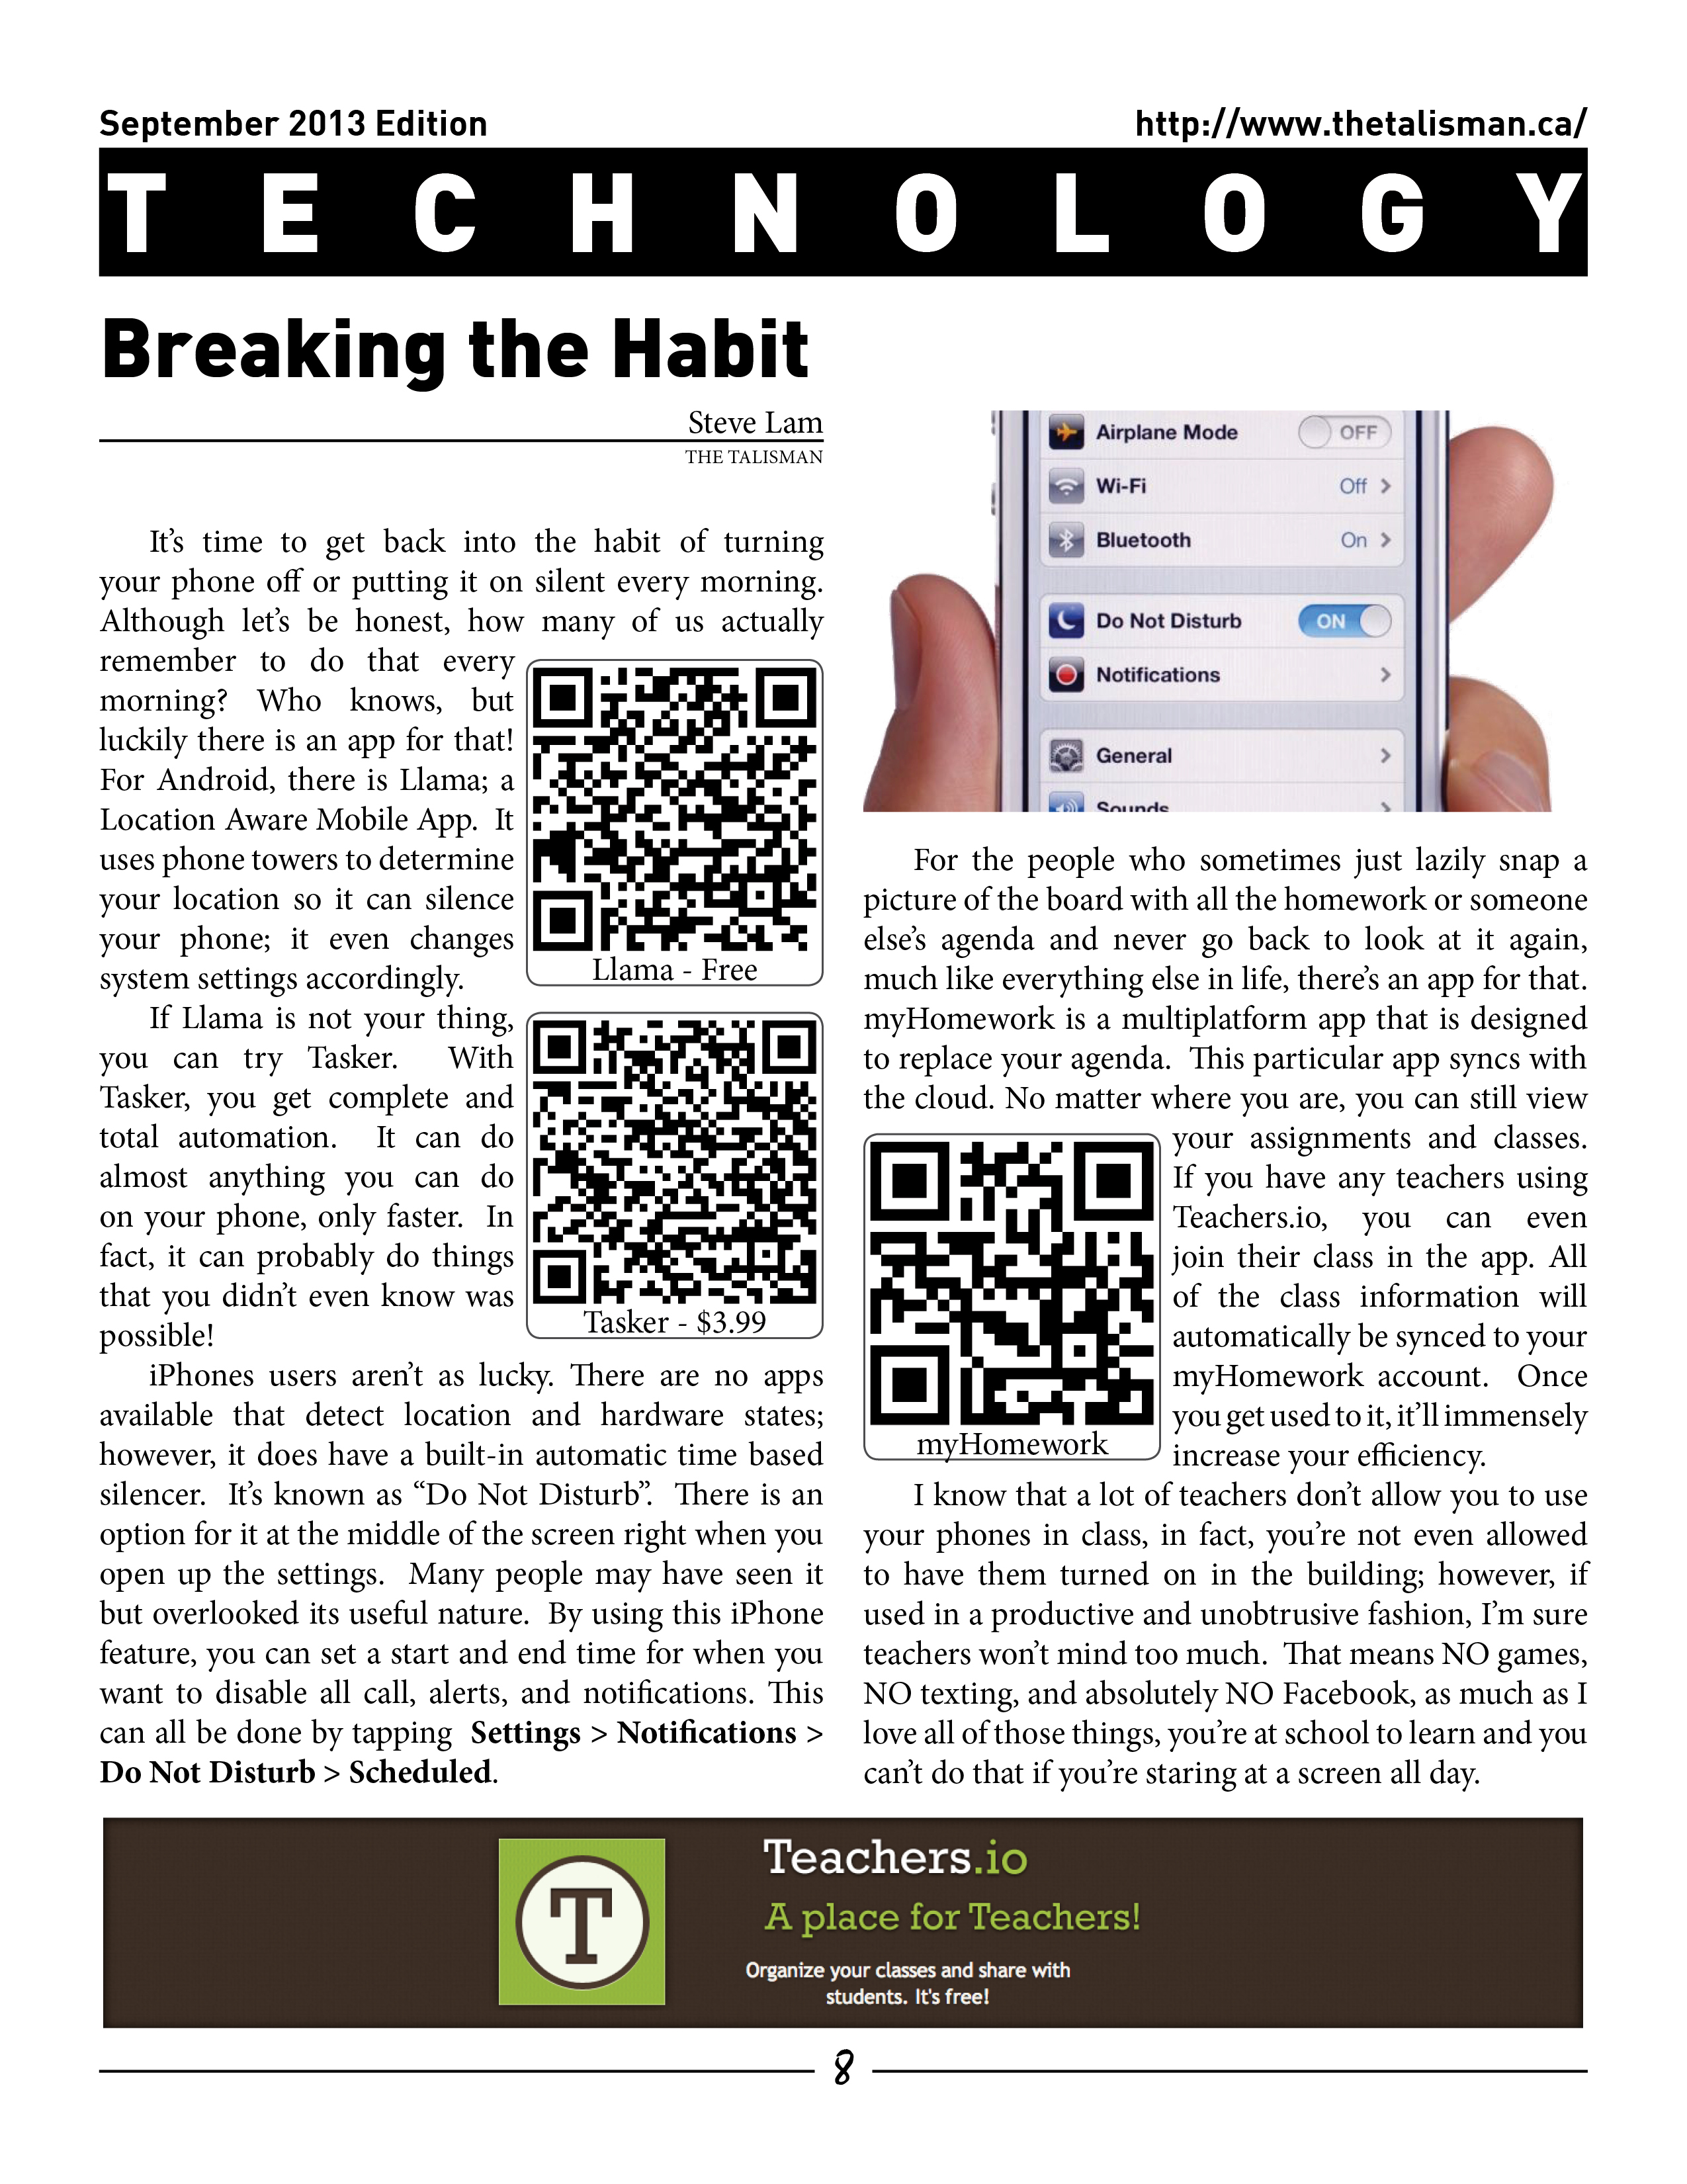 September 2013 Edition
http://www.thetalisman.ca/
TECHNOLOGY
Breaking the Habit
Steve Lam
THE TALISMAN
It’s time to get back into the habit of turning
your phone off or putting it on silent every morning.
Although let’s be honest, how many of us actually
remember to do that every
morning? Who knows, but
luckily there is an app for that!
For Android, there is Llama; a
Location Aware Mobile App. It
uses phone towers to determine
your location so it can silence
your phone; it even changes
system settings accordingly.
Llama - Free
If Llama is not your thing,
you can try Tasker. With
Tasker, you get complete and
total automation. It can do
almost anything you can do
on your phone, only faster. In
fact, it can probably do things
that you didn’t even know was
possible!
Tasker - $3.99
iPhones users aren’t as lucky. There are no apps
available that detect location and hardware states;
however, it does have a built-in automatic time based
silencer. It’s known as “Do Not Disturb”. There is an
option for it at the middle of the screen right when you
open up the settings. Many people may have seen it
but overlooked its useful nature. By using this iPhone
feature, you can set a start and end time for when you
want to disable all call, alerts, and notifications. This
can all be done by tapping Settings > Notifications >
Do Not Disturb > Scheduled.
Airplane Mode OFF
Wi-Fi Off
Bluetooth On
Do Not Disturb ON
Notifications
General
Sounds
For the people who sometimes just lazily snap a
picture of the board with all the homework or someone
else’s agenda and never go back to look at it again,
much like everything else in life, there’s an app for that.
myHomework is a multiplatform app that is designed
to replace your agenda. This particular app syncs with
the cloud. No matter where you are, you can still view
your assignments and classes.
If you have any teachers using
Teachers.io, you can even
join their class in the app. All
of the class information will
automatically be synced to your
myHomework account. Once
you get used to it, it’ll immensely
increase your efficiency.
myHomework
I know that a lot of teachers don’t allow you to use
your phones in class, in fact, you’re not even allowed
to have them turned on in the building; however, if
used in a productive and unobtrusive fashion, I’m sure
teachers won’t mind too much. That means NO games,
NO texting, and absolutely NO Facebook, as much as I
love all of those things, you’re at school to learn and you
can’t do that if you’re staring at a screen all day.
T
Teachers.io
A place for Teachers!
Organize your classes and share with
students. It's free!
8